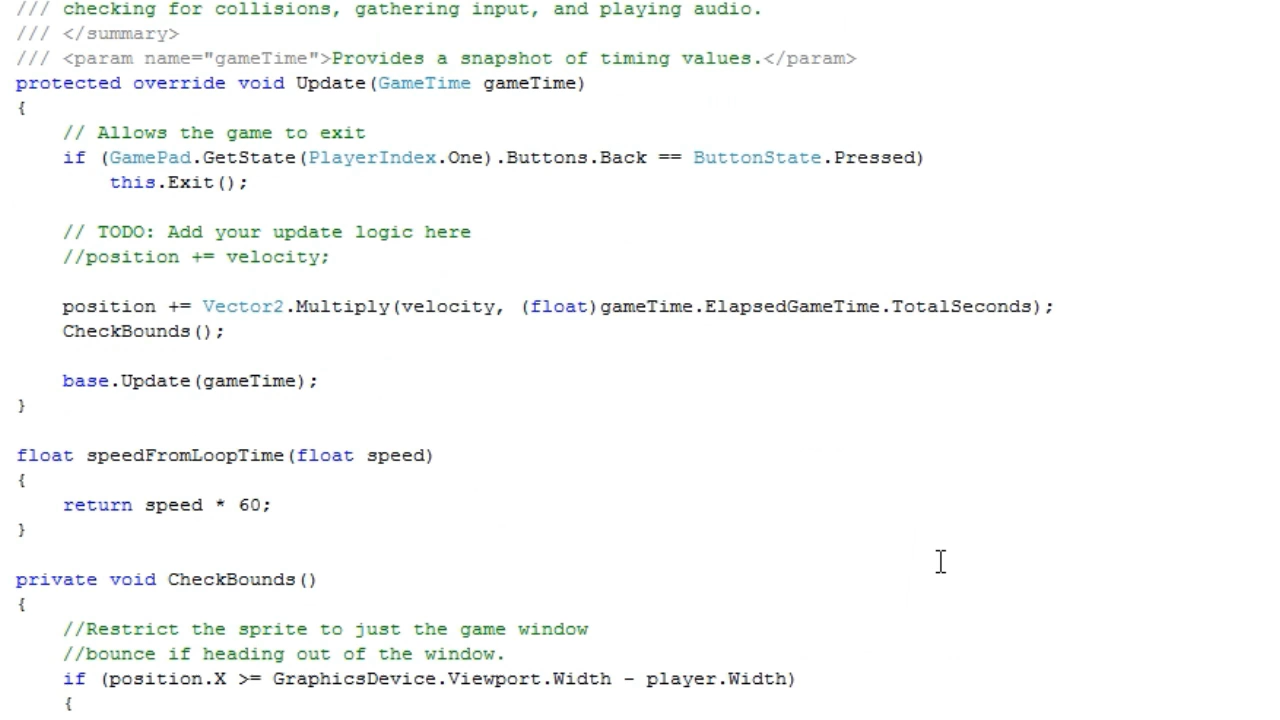 /// checking for collisions, gathering input, and playing audio.
/// </summary>
/// <param name="gameTime">Provides a snapshot of timing values.</param>
protected override void Update(GameTime gameTime)
{
    // Allows the game to exit
    if (GamePad.GetState(PlayerIndex.One).Buttons.Back == ButtonState.Pressed)
        this.Exit();

    // TODO: Add your update logic here
    //position += velocity;

    position += Vector2.Multiply(velocity, (float)gameTime.ElapsedGameTime.TotalSeconds);
    CheckBounds();

    base.Update(gameTime);
}

float speedFromLoopTime(float speed)
{
    return speed * 60;
}

private void CheckBounds()
{
    //Restrict the sprite to just the game window
    //bounce if heading out of the window.
    if (position.X >= GraphicsDevice.Viewport.Width - player.Width)
    {